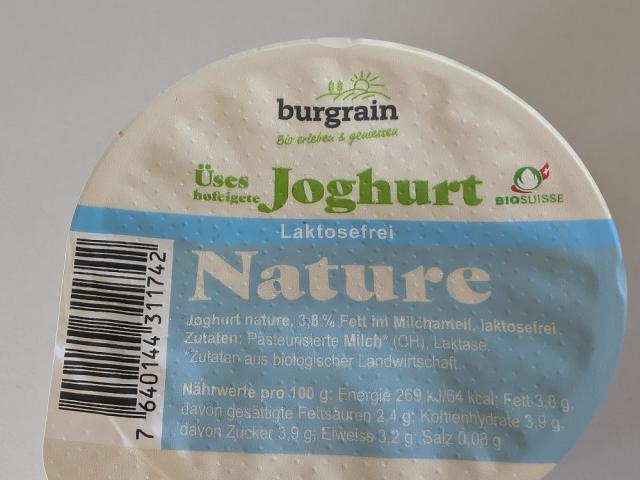 burgrain
Bio erleben & geniessen
Üses
hofeigete Joghurt
BIOSUISSE
Laktosefrei
Nature
Joghurt nature, 3,8 % Fett im Milchanteil, laktosefrei.
Zutaten: Pasteurisierte Milch* (CH), Laktase.
*Zutaten aus biologischer Landwirtschaft.
Nährwerte pro 100 g: Energie 269 kJ/64 kcal; Fett 3,8 g,
davon gesättigte Fettsäuren 2,4 g; Kohlenhydrate 3,9 g,
davon Zucker 3,9 g; Eiweiss 3,2 g; Salz 0,08 g
7 640144 311742